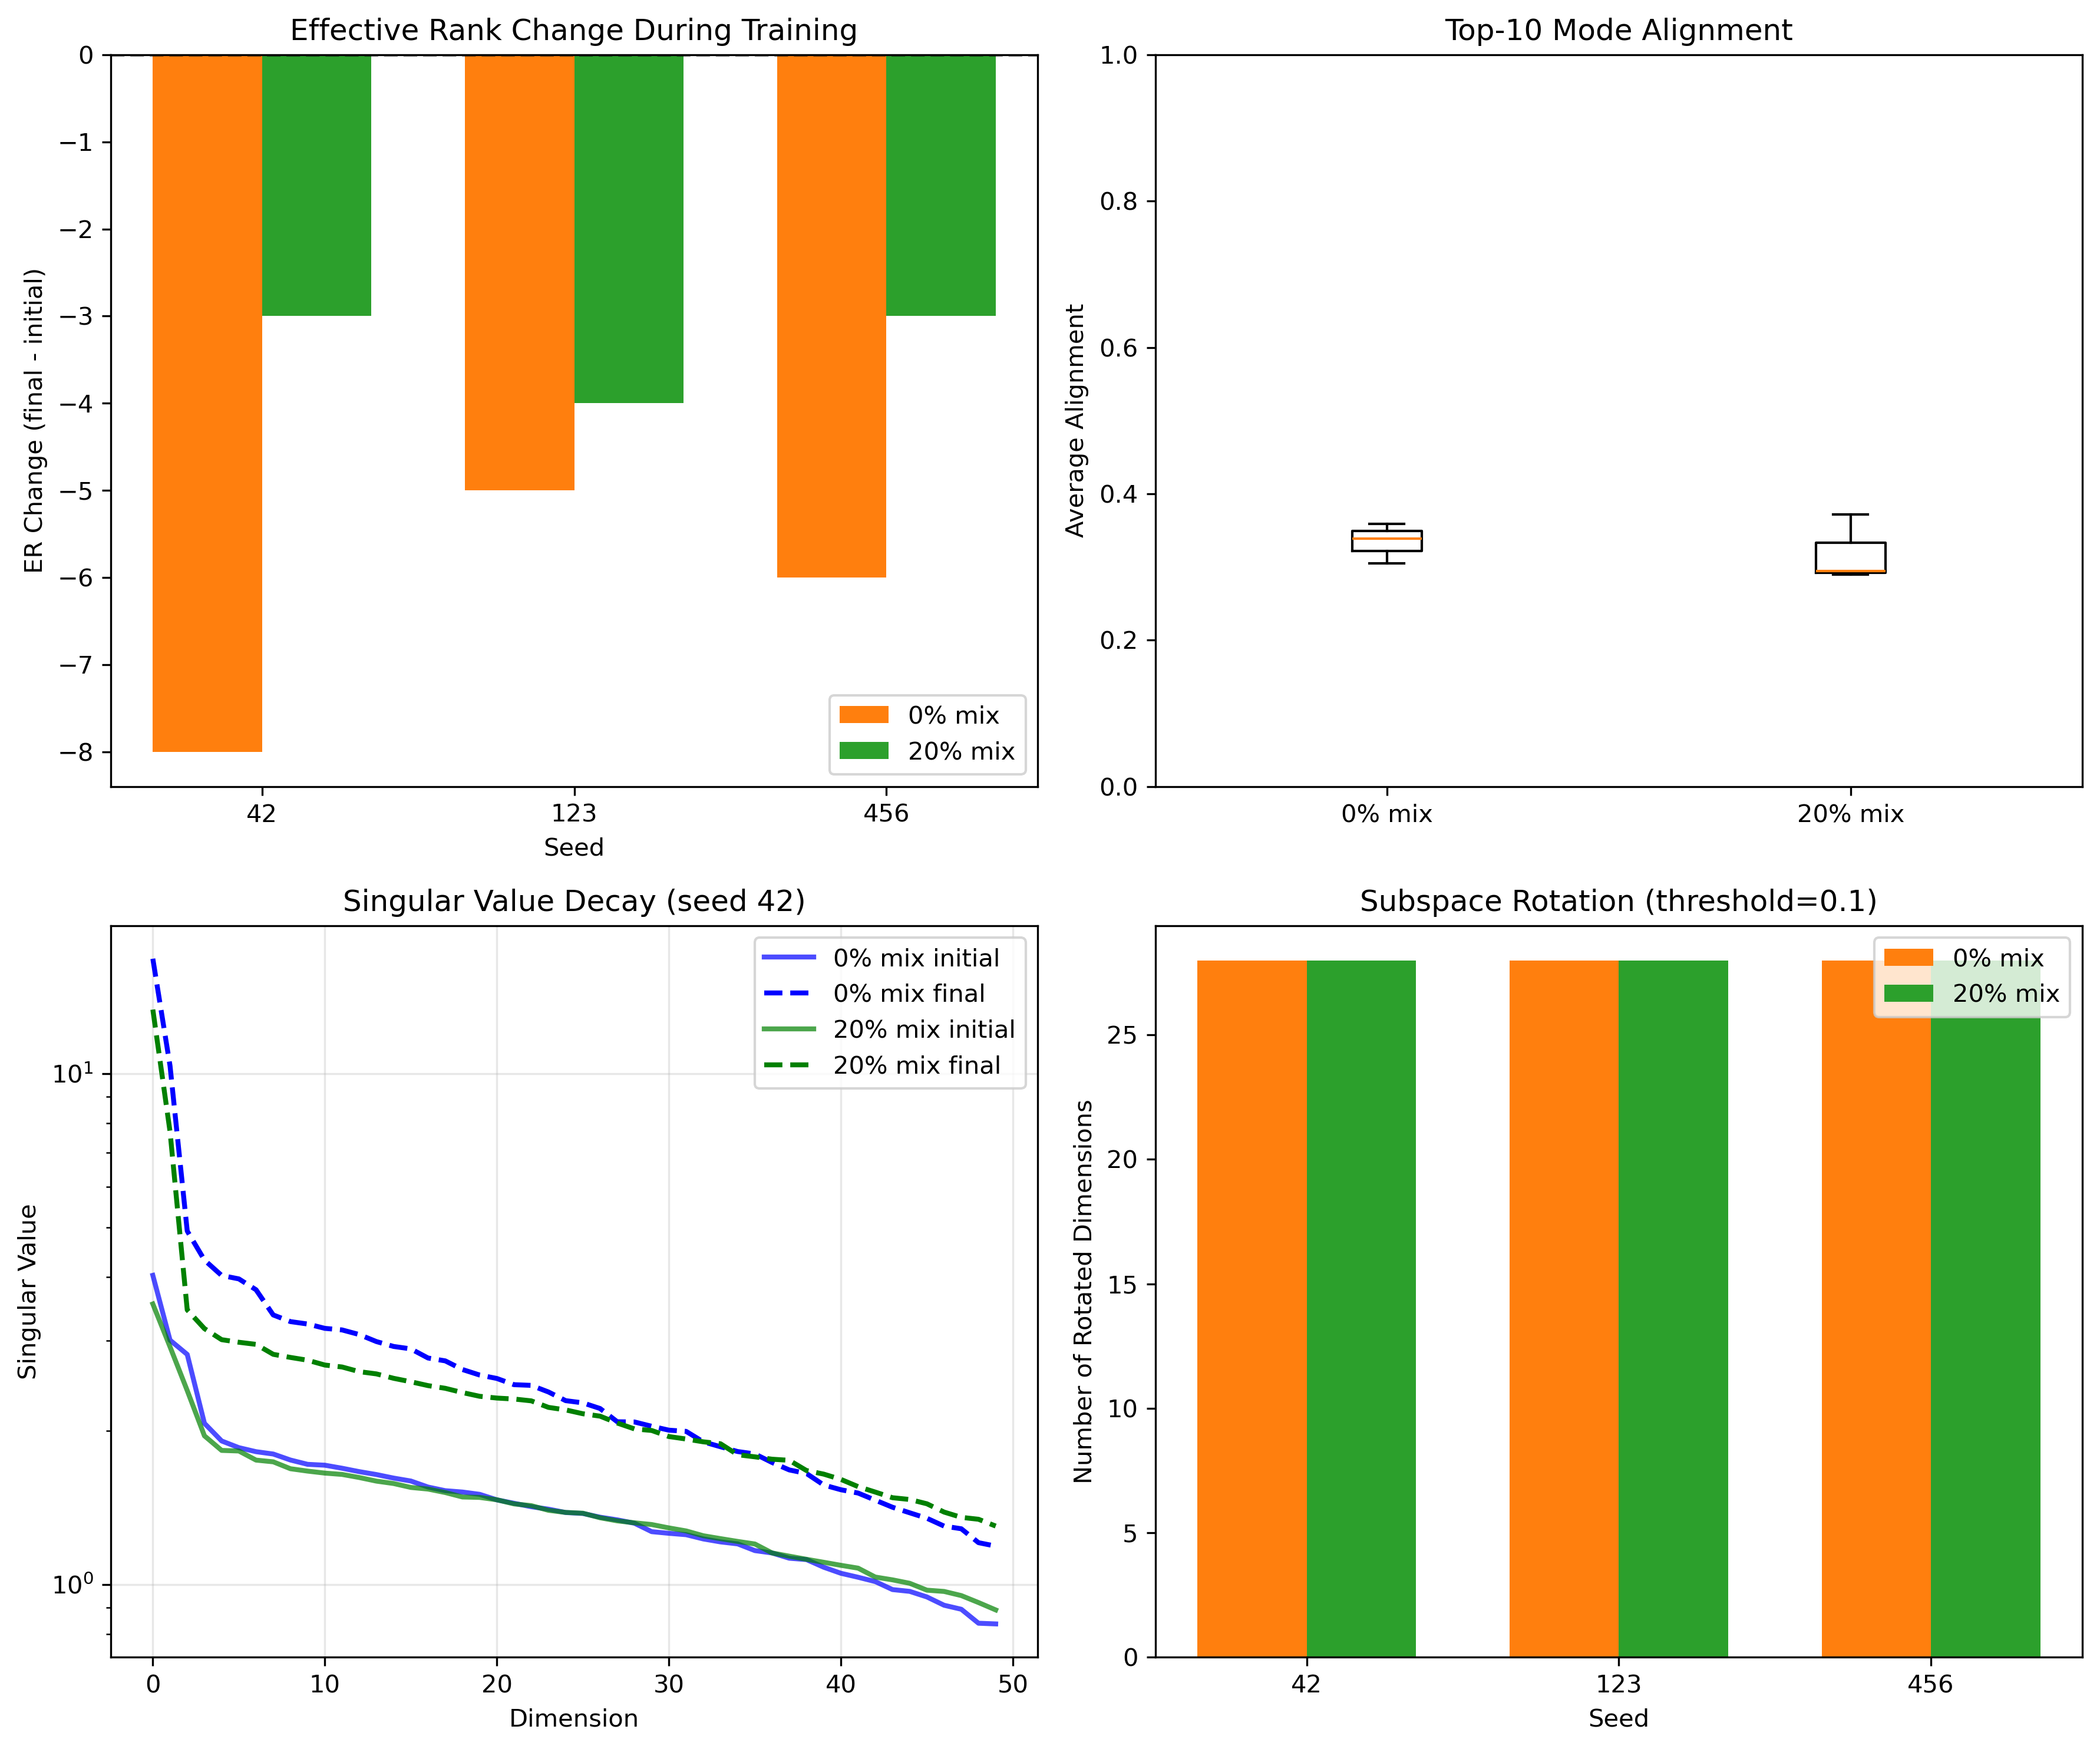 Effective Rank Change During Training
ER Change (final - initial)
0
−1
−2
−3
−4
−5
−6
−7
−8
0% mix
20% mix
42
123
456
Seed
Top-10 Mode Alignment
Average Alignment
1.0
0.8
0.6
0.4
0.2
0.0
0% mix
20% mix
Singular Value Decay (seed 42)
Singular Value
10¹
10⁰
0% mix initial
0% mix final
20% mix initial
20% mix final
0
10
20
30
40
50
Dimension
Subspace Rotation (threshold=0.1)
Number of Rotated Dimensions
25
20
15
10
5
0
0% mix
20% mix
42
123
456
Seed